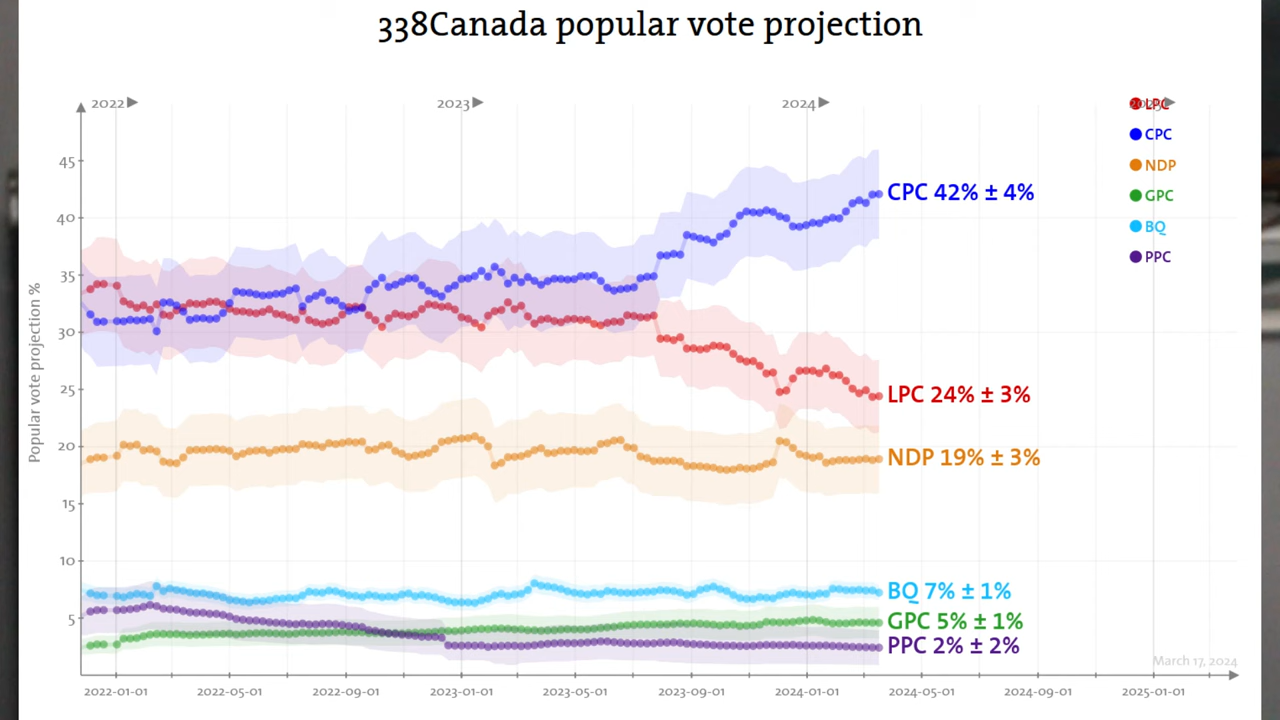 338Canada popular vote projection
2022
2023
2024
2025
LPC
CPC
NDP
GPC
BQ
PPC
Popular vote projection %
45
40
35
30
25
20
15
10
5
CPC 42% ± 4%
LPC 24% ± 3%
NDP 19% ± 3%
BQ 7% ± 1%
GPC 5% ± 1%
PPC 2% ± 2%
March 17, 2024
2022-01-01
2022-05-01
2022-09-01
2023-01-01
2023-05-01
2023-09-01
2024-01-01
2024-05-01
2024-09-01
2025-01-01